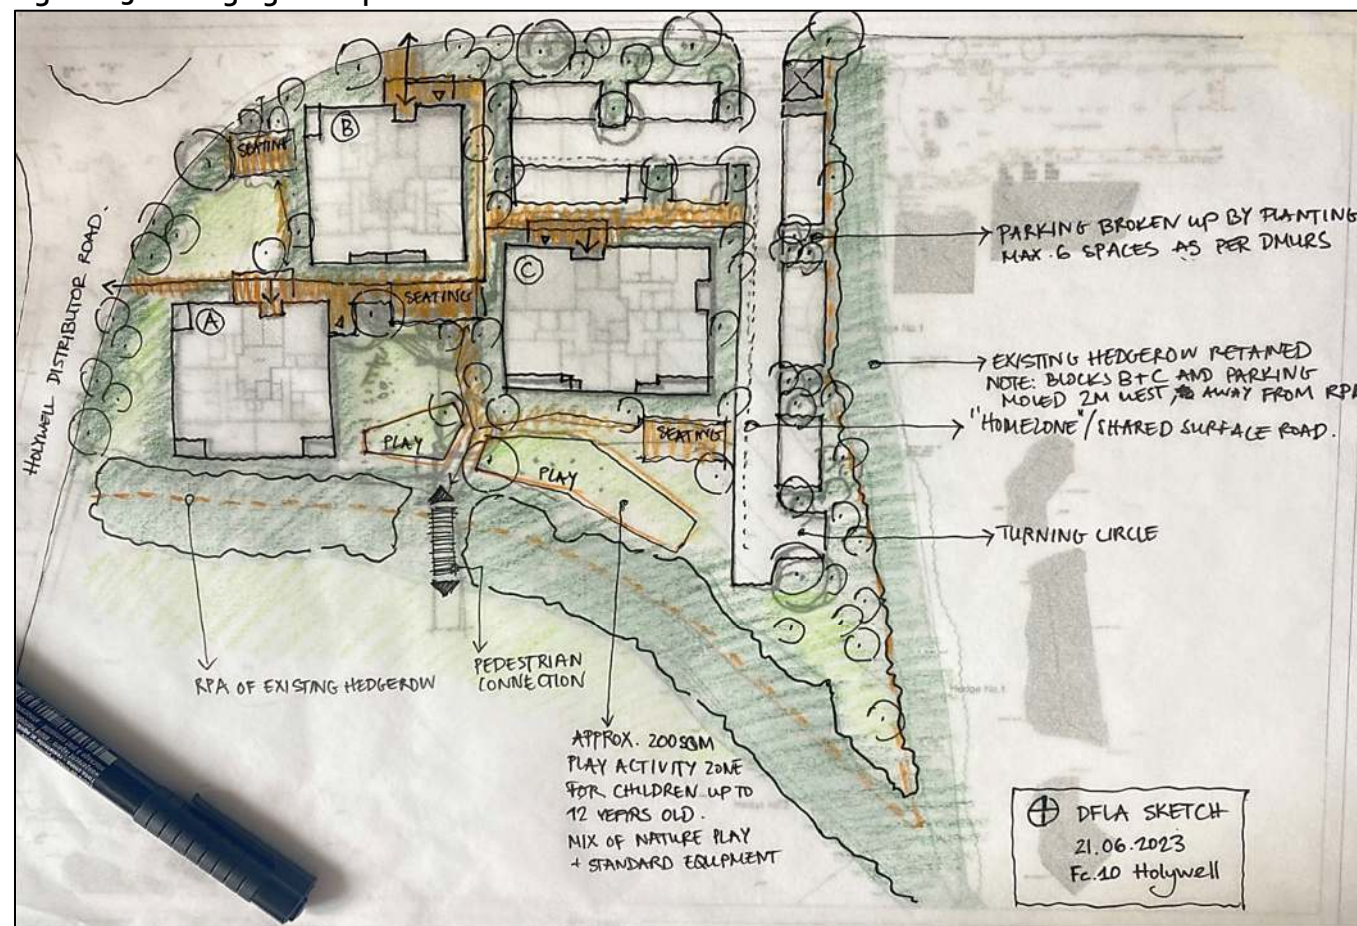 SEATING
B
HOLYWELL DISTRIBUTOR ROAD.
A
SEATING
C
PLAY
PLAY
SEATING
PARKING BROKEN UP BY PLANTING
MAX. 6 SPACES AS PER DMURS
EXISTING HEDGEROW RETAINED
NOTE: BLOCKS B+C AND PARKING
MOVED 2M WEST, AWAY FROM RPA
"HOMEZONE"/SHARED SURFACE ROAD.
TURNING CIRCLE
RPA OF EXISTING HEDGEROW
PEDESTRIAN
CONNECTION
APPROX. 200SQM
PLAY ACTIVITY ZONE
FOR CHILDREN UP TO
12 YEARS OLD.
MIX OF NATURE PLAY
+ STANDARD EQUIPMENT
Hedge No.1
DFLA SKETCH
21.06.2023
Fc.10 Holywell